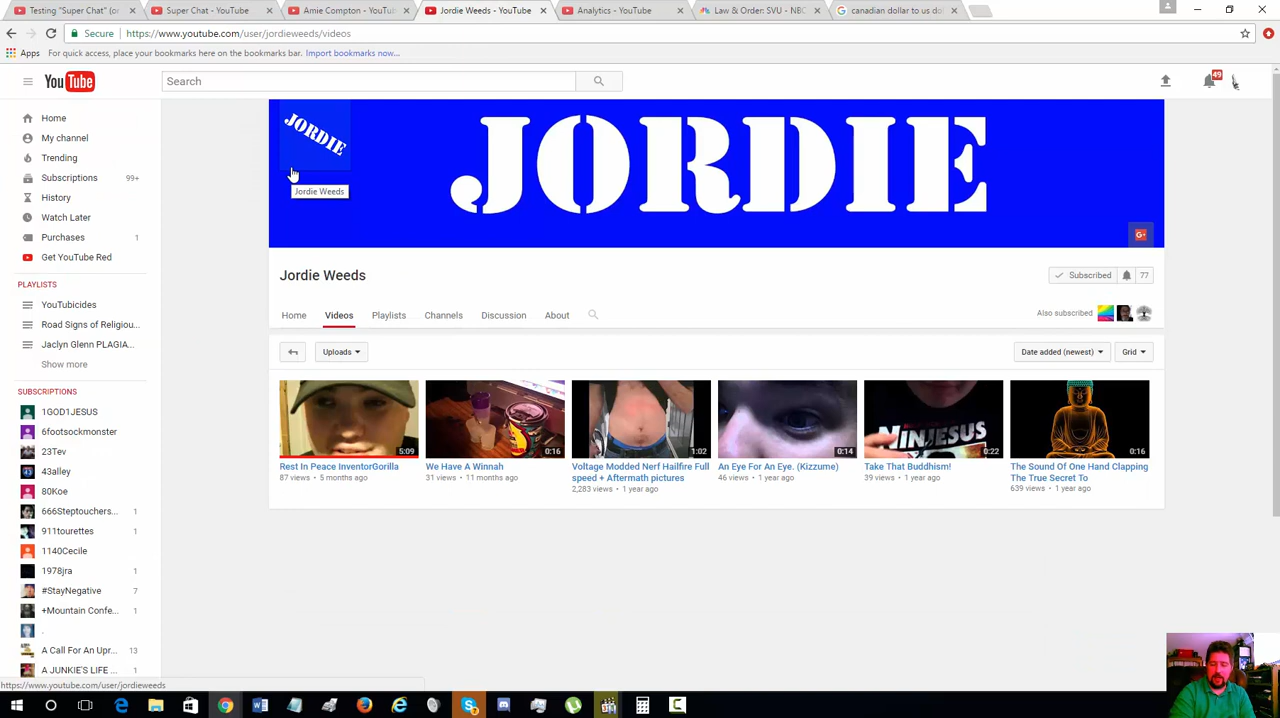 Testing "Super Chat" (or
Super Chat - YouTube
Amie Compton - YouTu
Jordie Weeds - YouTube
Analytics - YouTube
Law & Order: SVU - NBC
canadian dollar to us dol
Secure
https://www.youtube.com/user/jordieweeds/videos
Apps
For quick access, place your bookmarks here on the bookmarks bar. Import bookmarks now...
YouTube
Search
49
Home
My channel
Trending
Subscriptions 99+
History
Watch Later
Purchases 1
Get YouTube Red
PLAYLISTS
YouTubicides
Road Signs of Religiou...
Jaclyn Glenn PLAGIA...
Show more
SUBSCRIPTIONS
1GOD1JESUS
6footsockmonster
23Tev
43alley
80Koe
666Steptouchers... 1
911tourettes 1
1140Cecile
1978jra 1
#StayNegative 7
+Mountain Confe... 1
.
A Call For An Upr... 13
A JUNKIE'S LIFE ... 1
https://www.youtube.com/user/jordieweeds
JORDIE
JORDIE
Jordie Weeds
G+
Jordie Weeds
Subscribed 77
Home Videos Playlists Channels Discussion About
Also subscribed
Uploads
Date added (newest)
Grid
5:09
Rest In Peace InventorGorilla
87 views • 5 months ago
0:16
We Have A Winnah
31 views • 11 months ago
1:02
Voltage Modded Nerf Hailfire Full
speed + Aftermath pictures
2,283 views • 1 year ago
0:14
An Eye For An Eye. (Kizzume)
46 views • 1 year ago
NINJESUS
0:22
Take That Buddhism!
39 views • 1 year ago
0:16
The Sound Of One Hand Clapping
The True Secret To
639 views • 1 year ago